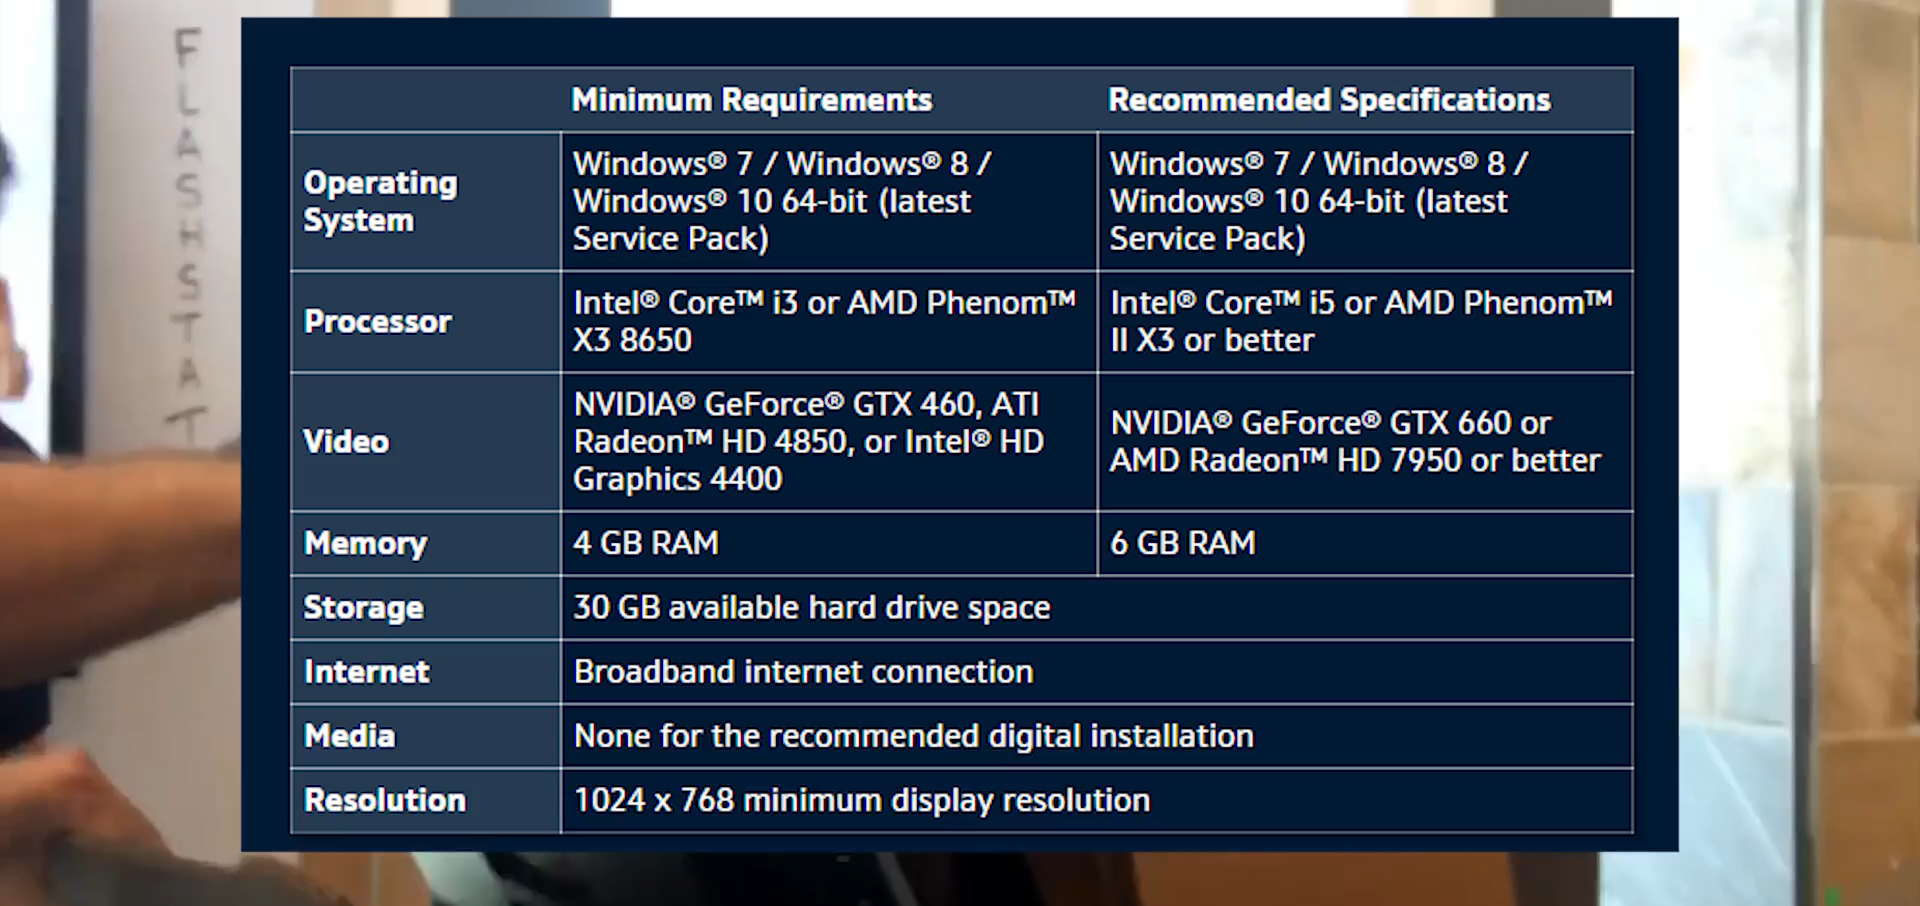 FLASHSTAT
Minimum Requirements
Recommended Specifications
Operating
System
Windows® 7 / Windows® 8 /
Windows® 10 64-bit (latest
Service Pack)
Windows® 7 / Windows® 8 /
Windows® 10 64-bit (latest
Service Pack)
Processor
Intel® Core™ i3 or AMD Phenom™
X3 8650
Intel® Core™ i5 or AMD Phenom™
II X3 or better
Video
NVIDIA® GeForce® GTX 460, ATI
Radeon™ HD 4850, or Intel® HD
Graphics 4400
NVIDIA® GeForce® GTX 660 or
AMD Radeon™ HD 7950 or better
Memory
4 GB RAM
6 GB RAM
Storage
30 GB available hard drive space
Internet
Broadband internet connection
Media
None for the recommended digital installation
Resolution
1024 x 768 minimum display resolution